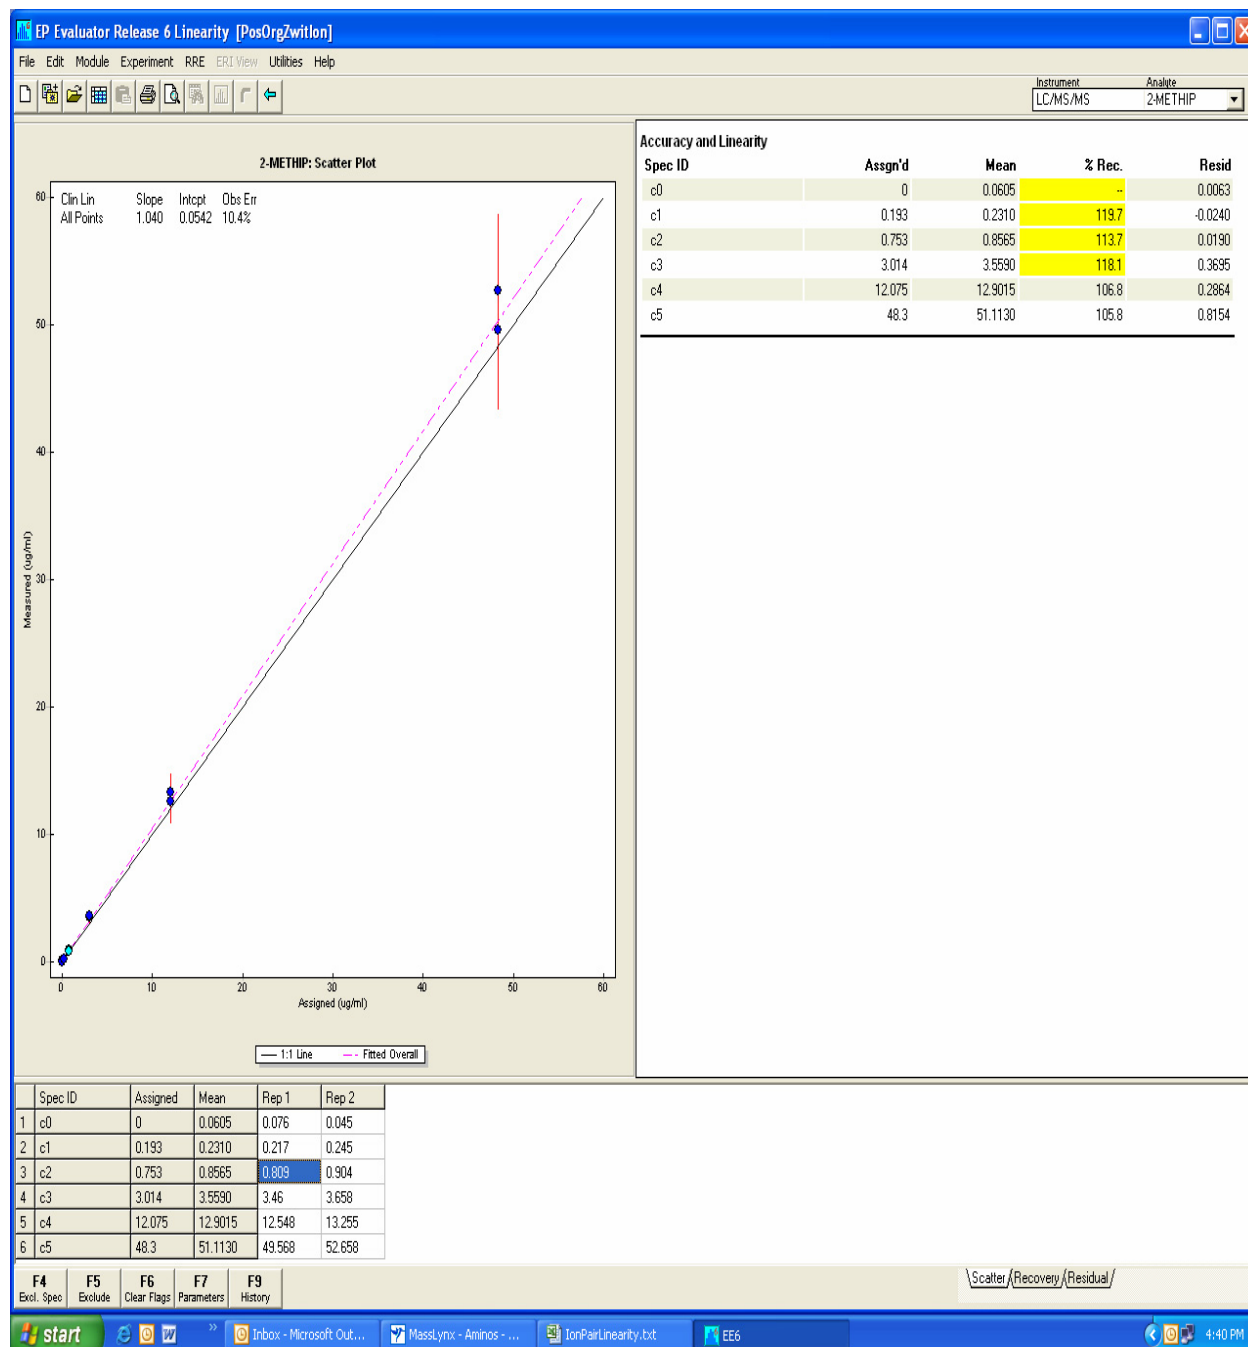 EP Evaluator Release 6 Linearity [PosOrgZwitIon]
File Edit Module Experiment RRE ERI View Utilities Help
Instrument Analyte
LC/MS/MS 2-METHIP
2-METHIP: Scatter Plot
Clin Lin Slope Intcpt Obs Err
All Points 1.040 0.0542 10.4%
60
50
40
30
20
10
0
Measured (ug/ml)
0 10 20 30 40 50 60
Assigned (ug/ml)
1:1 Line Fitted Overall
Accuracy and Linearity
Spec ID Assgn'd Mean % Rec. Resid
c0 0 0.0605 -- 0.0063
c1 0.193 0.2310 119.7 -0.0240
c2 0.753 0.8565 113.7 0.0190
c3 3.014 3.5590 118.1 0.3695
c4 12.075 12.9015 106.8 0.2864
c5 48.3 51.1130 105.8 0.8154
Spec ID Assigned Mean Rep 1 Rep 2
1 c0 0 0.0605 0.076 0.045
2 c1 0.193 0.2310 0.217 0.245
3 c2 0.753 0.8565 0.809 0.904
4 c3 3.014 3.5590 3.46 3.658
5 c4 12.075 12.9015 12.548 13.255
6 c5 48.3 51.1130 49.568 52.658
F4 F5 F6 F7 F9
Excl. Spec Exclude Clear Flags Parameters History
Scatter Recovery Residual
start » Inbox - Microsoft Out... MassLynx - Aminos - ... IonPairLinearity.txt EE6 4:40 PM